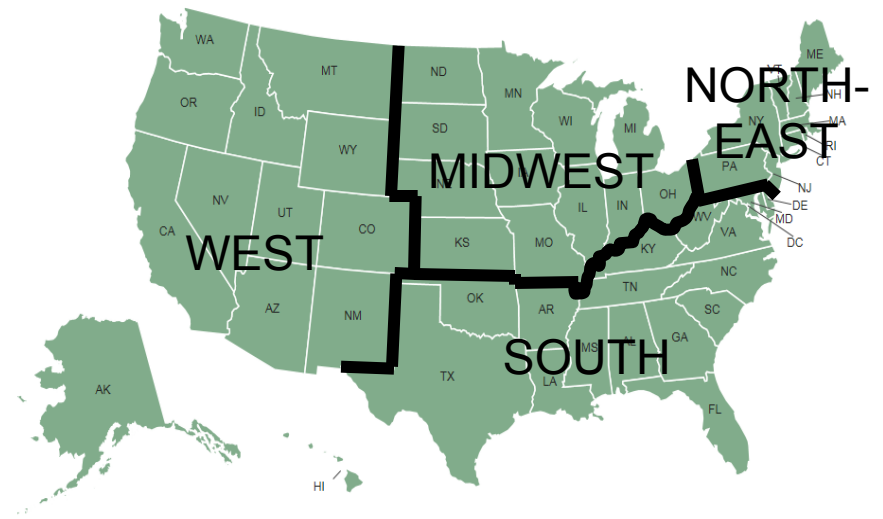 WA
ME
MT
ND
VT
OR
MN
NORTH-
NH
ID
SD
WI
MI
NY
MA
WY
EAST
RI
CT
PA
MIDWEST
NE
IA
NJ
NV
OH
UT
IL
IN
DE
CA
CO
WV
MD
KS
MO
KY
VA
DC
WEST
NC
TN
AZ
NM
OK
AR
SC
MS
AL
GA
SOUTH
TX
LA
AK
FL
HI